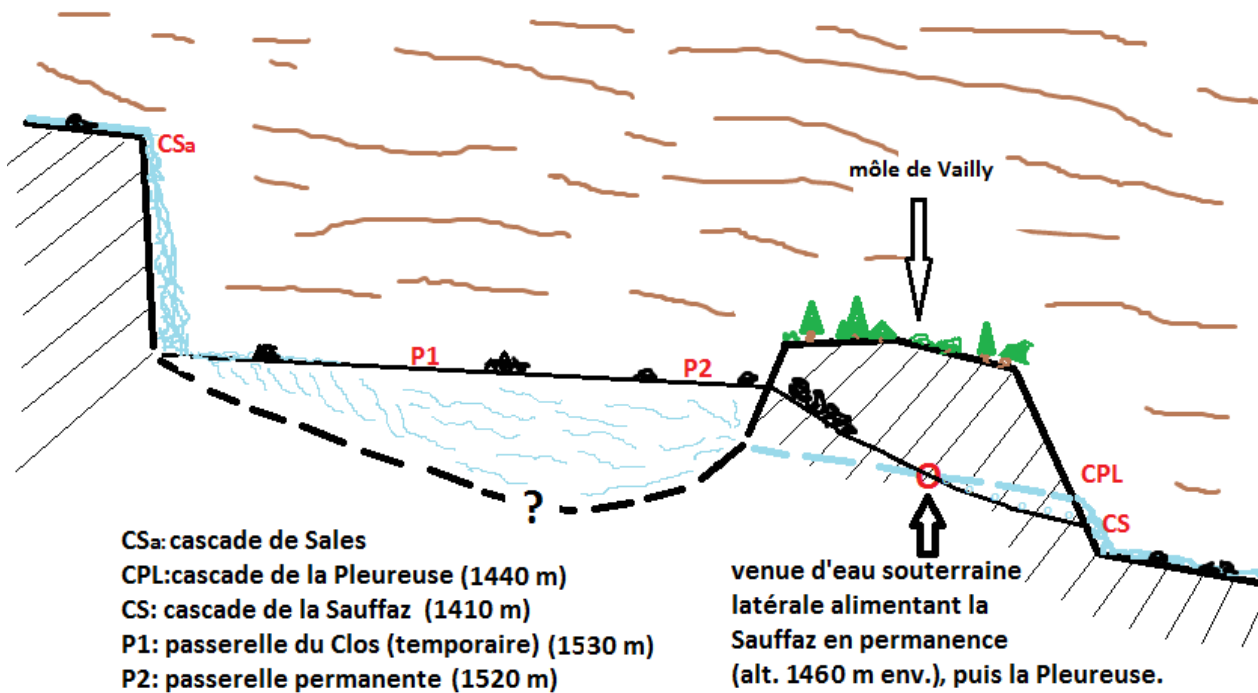 CSa
môle de Vailly
P1
P2
?
CPL
CS
CSa: cascade de Sales
CPL:cascade de la Pleureuse (1440 m)
CS: cascade de la Sauffaz (1410 m)
P1: passerelle du Clos (temporaire) (1530 m)
P2: passerelle permanente (1520 m)
venue d'eau souterraine
latérale alimentant la
Sauffaz en permanence
(alt. 1460 m env.), puis la Pleureuse.